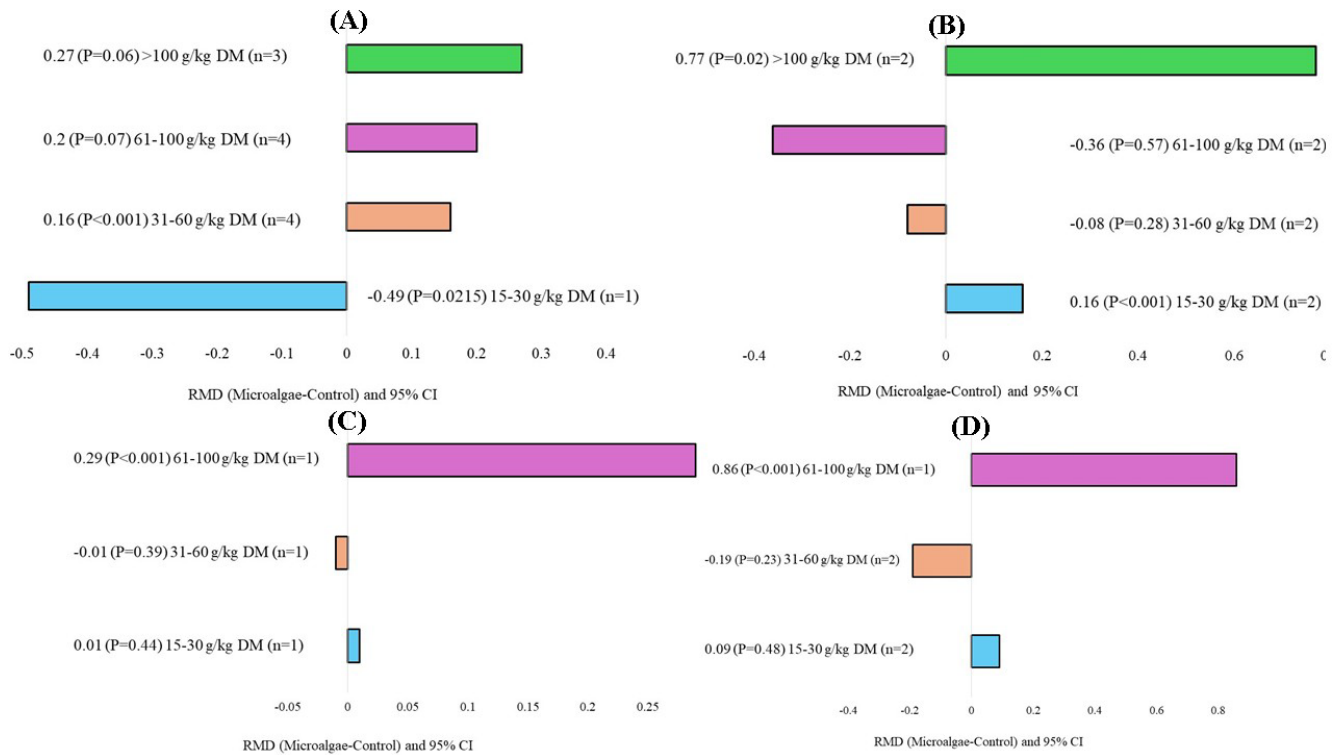 (A)
0.27 (P=0.06) >100 g/kg DM (n=3)
0.2 (P=0.07) 61-100 g/kg DM (n=4)
0.16 (P<0.001) 31-60 g/kg DM (n=4)
-0.49 (P=0.0215) 15-30 g/kg DM (n=1)
-0.5 -0.4 -0.3 -0.2 -0.1 0 0.1 0.2 0.3 0.4
RMD (Microalgae-Control) and 95% CI
(B)
0.77 (P=0.02) >100 g/kg DM (n=2)
-0.36 (P=0.57) 61-100 g/kg DM (n=2)
-0.08 (P=0.28) 31-60 g/kg DM (n=2)
0.16 (P<0.001) 15-30 g/kg DM (n=2)
-0.4 -0.2 0 0.2 0.4 0.6
RMD (Microalgae-Control) and 95% CI
(C)
0.29 (P<0.001) 61-100 g/kg DM (n=1)
-0.01 (P=0.39) 31-60 g/kg DM (n=1)
0.01 (P=0.44) 15-30 g/kg DM (n=1)
-0.05 0 0.05 0.1 0.15 0.2 0.25
RMD (Microalgae-Control) and 95% CI
(D)
0.86 (P<0.001) 61-100 g/kg DM (n=1)
-0.19 (P=0.23) 31-60 g/kg DM (n=2)
0.09 (P=0.48) 15-30 g/kg DM (n=2)
-0.4 -0.2 0 0.2 0.4 0.6 0.8
RMD (Microalgae-Control) and 95% CI